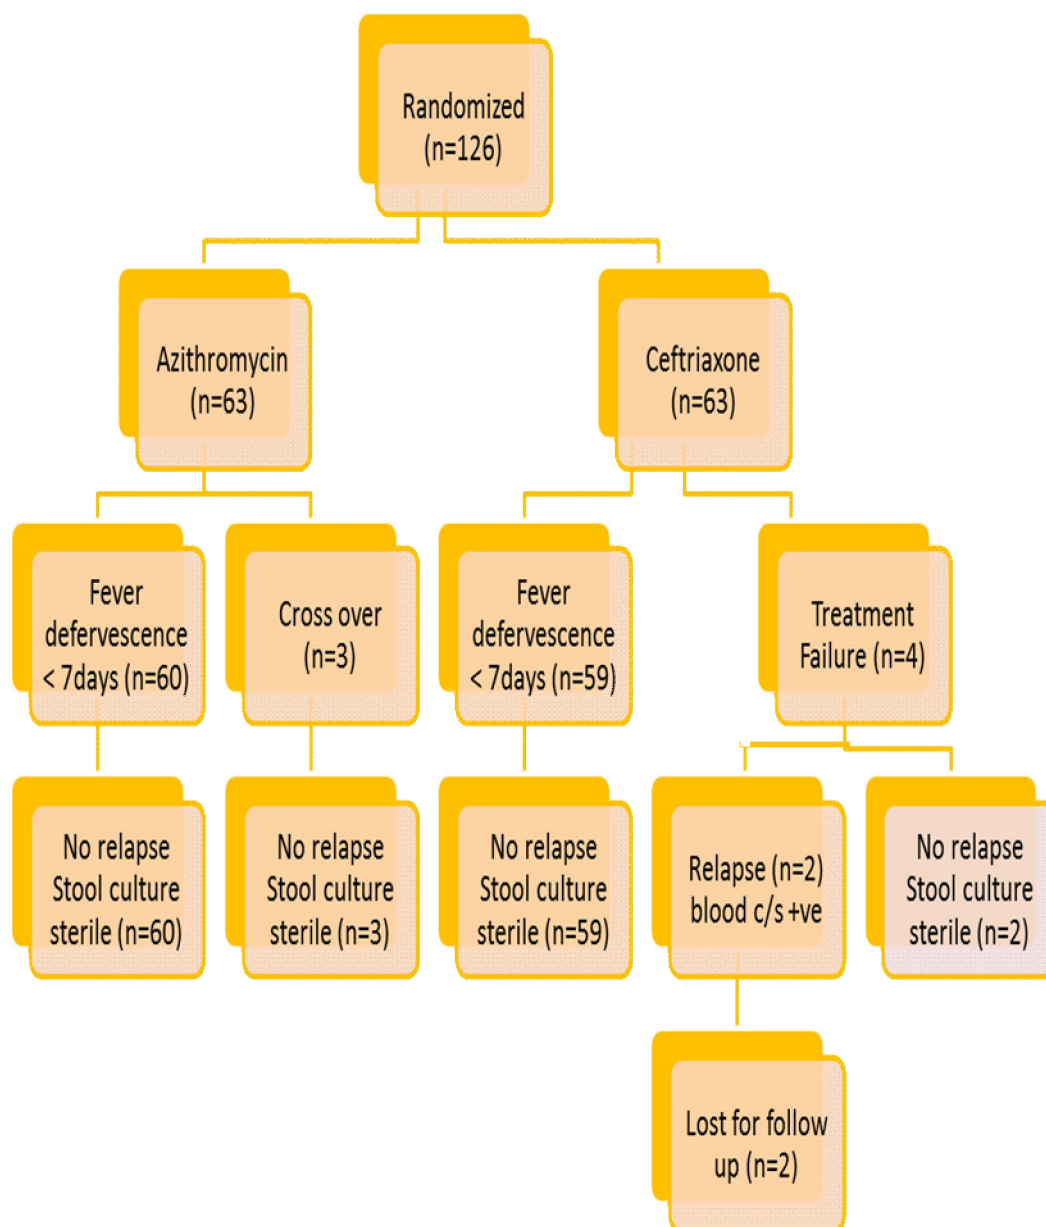 Randomized
(n=126)
Azithromycin
(n=63)
Ceftriaxone
(n=63)
Fever
defervescence
< 7days (n=60)
Cross over
(n=3)
Fever
defervescence
< 7days (n=59)
Treatment
Failure (n=4)
No relapse
Stool culture
sterile (n=60)
No relapse
Stool culture
sterile (n=3)
No relapse
Stool culture
sterile (n=59)
Relapse (n=2)
blood c/s +ve
No relapse
Stool culture
sterile (n=2)
Lost for follow
up (n=2)